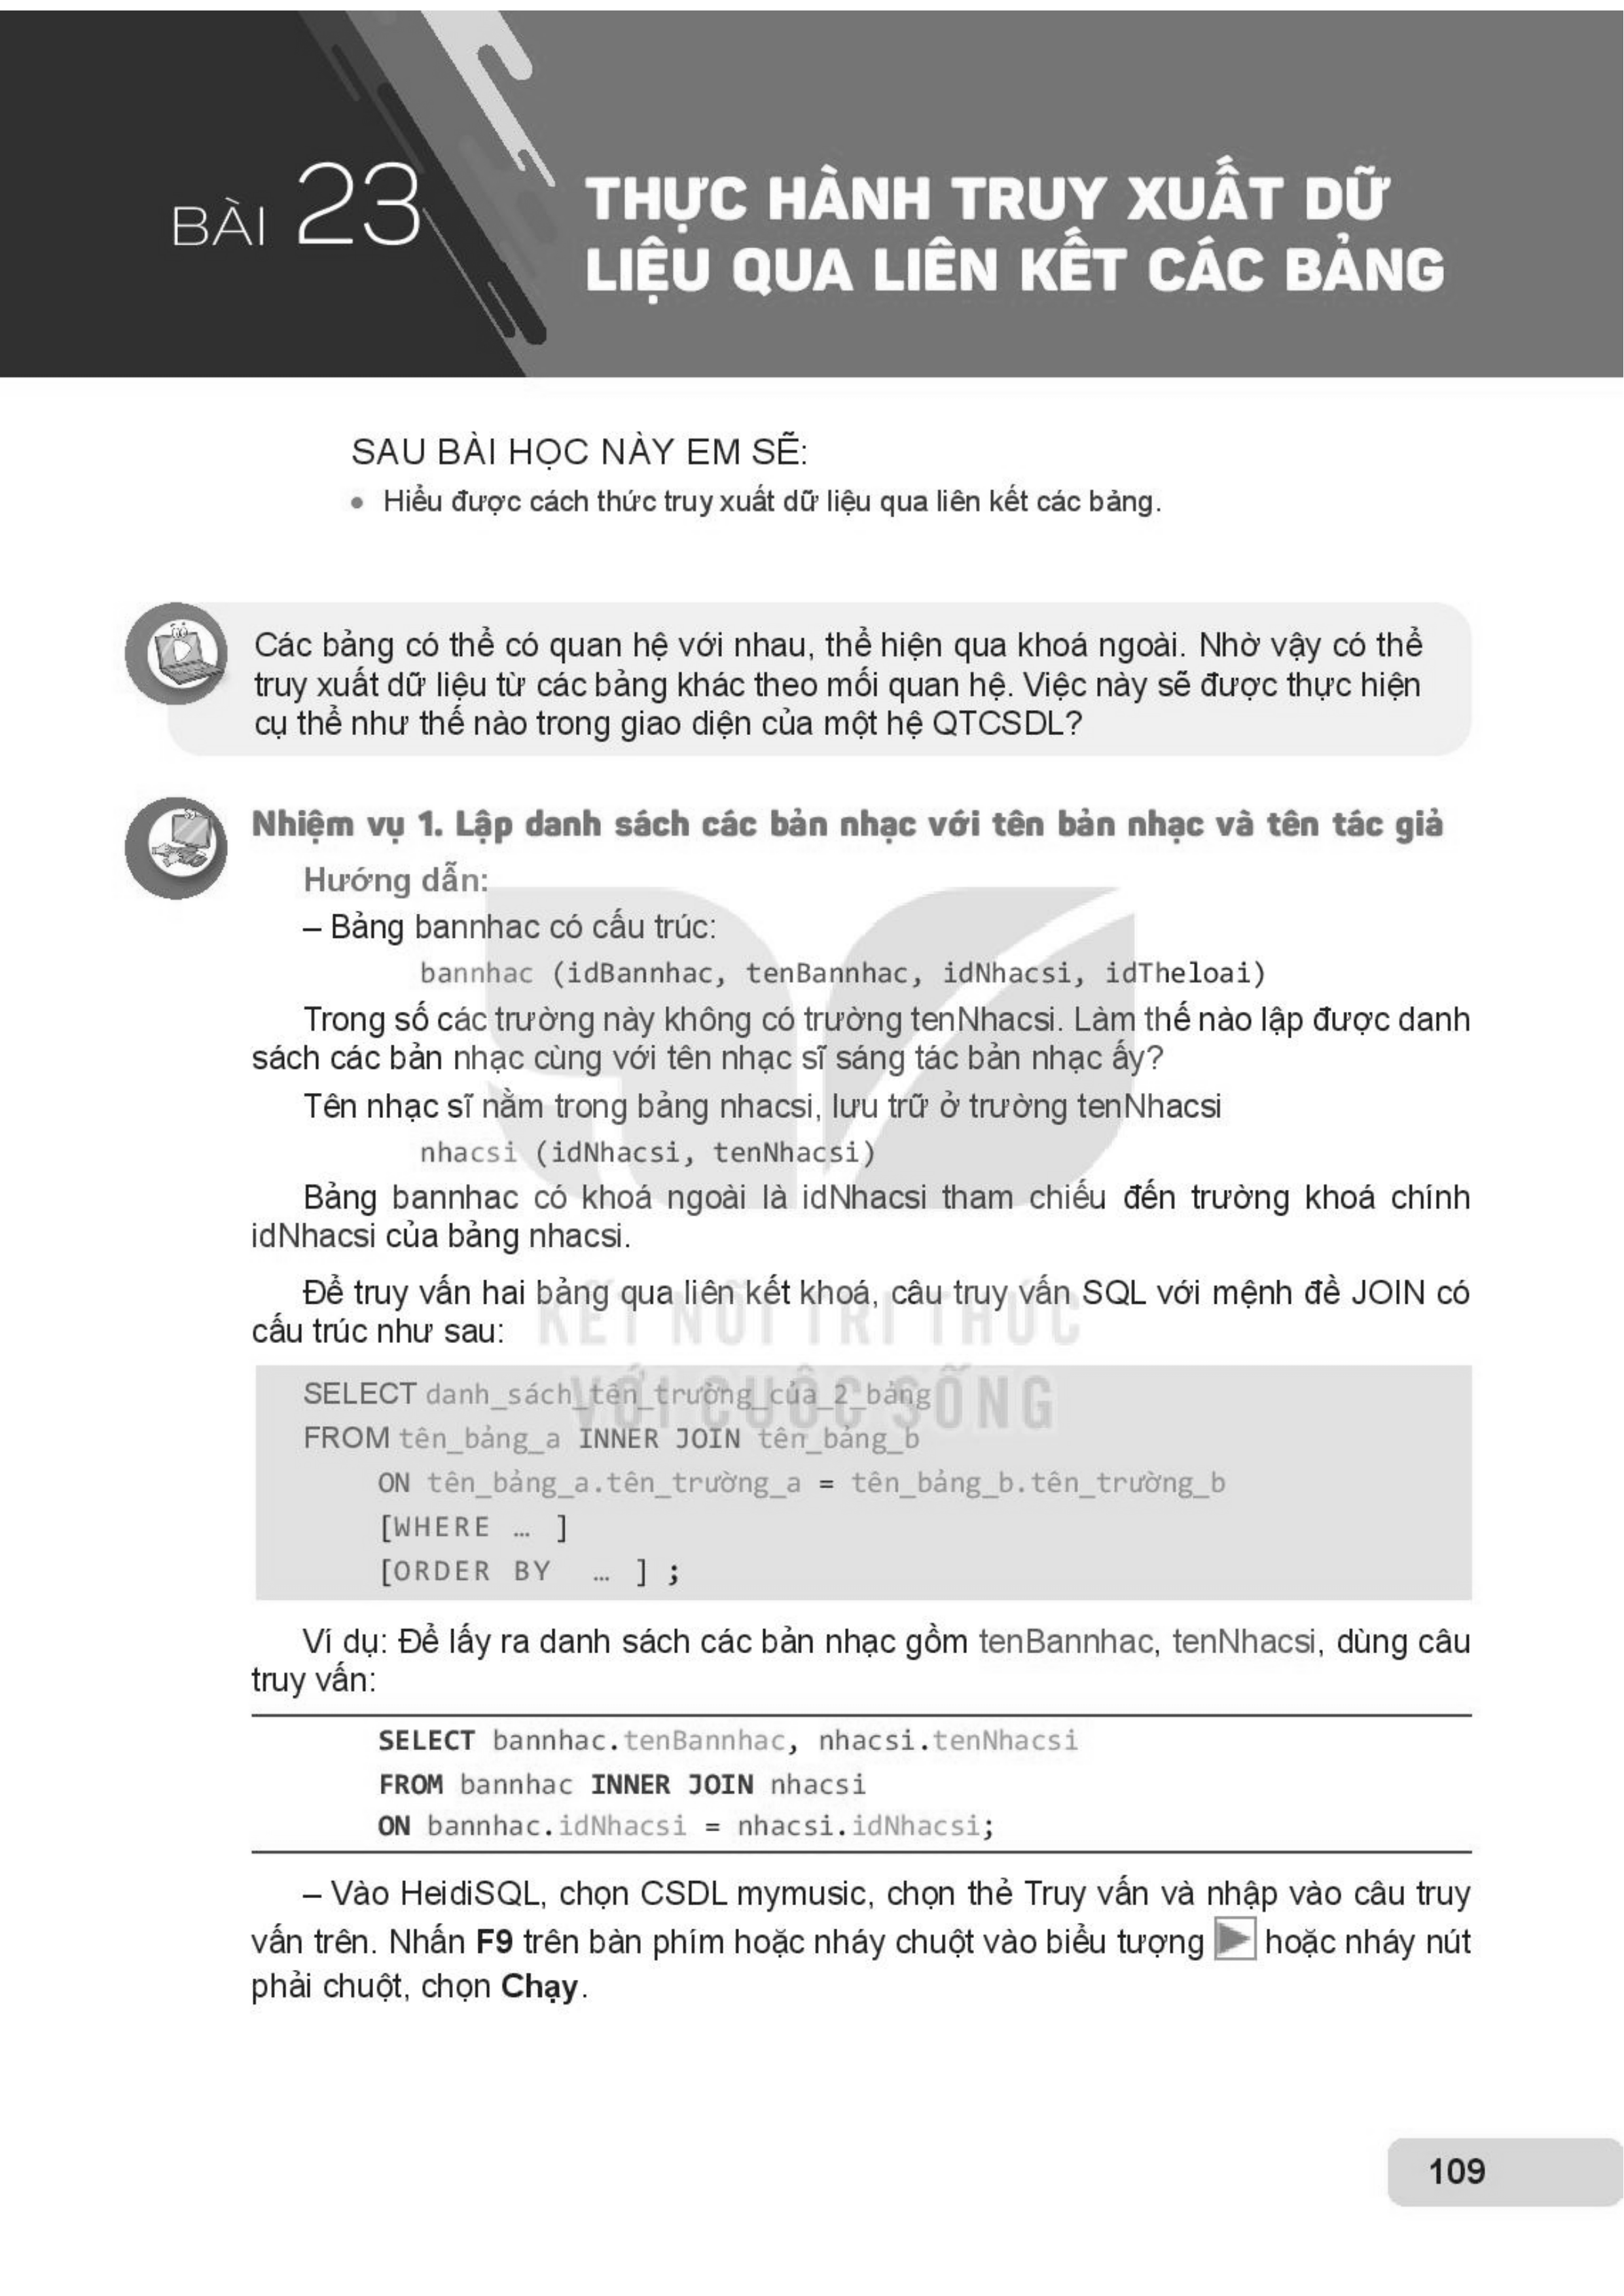 BÀI 23
THỰC HÀNH TRUY XUẤT DỮ
LIỆU QUA LIÊN KẾT CÁC BẢNG
SAU BÀI HỌC NÀY EM SẼ:
• Hiểu được cách thức truy xuất dữ liệu qua liên kết các bảng.
Các bảng có thể có quan hệ với nhau, thể hiện qua khoá ngoài. Nhờ vậy có thể
truy xuất dữ liệu từ các bảng khác theo mối quan hệ. Việc này sẽ được thực hiện
cụ thể như thế nào trong giao diện của một hệ QTCSDL?
Nhiệm vụ 1. Lập danh sách các bản nhạc với tên bản nhạc và tên tác giả
Hướng dẫn:
– Bảng bannhac có cấu trúc:
bannhac (idBannhac, tenBannhac, idNhacsi, idTheloai)
Trong số các trường này không có trường tenNhacsi. Làm thế nào lập được danh
sách các bản nhạc cùng với tên nhạc sĩ sáng tác bản nhạc ấy?
Tên nhạc sĩ nằm trong bảng nhacsi, lưu trữ ở trường tenNhacsi
nhacsi (idNhacsi, tenNhacsi)
Bảng bannhac có khoá ngoài là idNhacsi tham chiếu đến trường khoá chính
idNhacsi của bảng nhacsi.
Để truy vấn hai bảng qua liên kết khoá, câu truy vấn SQL với mệnh đề JOIN có
cấu trúc như sau:
KẾT NỐI TRI THỨC
VỚI CUỘC SỐNG
SELECT danh_sách_tên_trường_của_2_bảng
FROM tên_bảng_a INNER JOIN tên_bảng_b
ON tên_bảng_a.tên_trường_a = tên_bảng_b.tên_trường_b
[WHERE … ]
[ORDER BY … ] ;
Ví dụ: Để lấy ra danh sách các bản nhạc gồm tenBannhac, tenNhacsi, dùng câu
truy vấn:
SELECT bannhac.tenBannhac, nhacsi.tenNhacsi
FROM bannhac INNER JOIN nhacsi
ON bannhac.idNhacsi = nhacsi.idNhacsi;
– Vào HeidiSQL, chọn CSDL mymusic, chọn thẻ Truy vấn và nhập vào câu truy
vấn trên. Nhấn F9 trên bàn phím hoặc nháy chuột vào biểu tượng hoặc nháy nút
phải chuột, chọn Chạy.
109